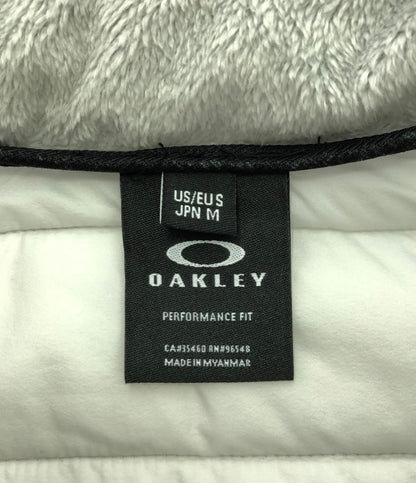 US/EU S
JPN M
OAKLEY
PERFORMANCE FIT
CA#35460 RN#96548
MADE IN MYANMAR